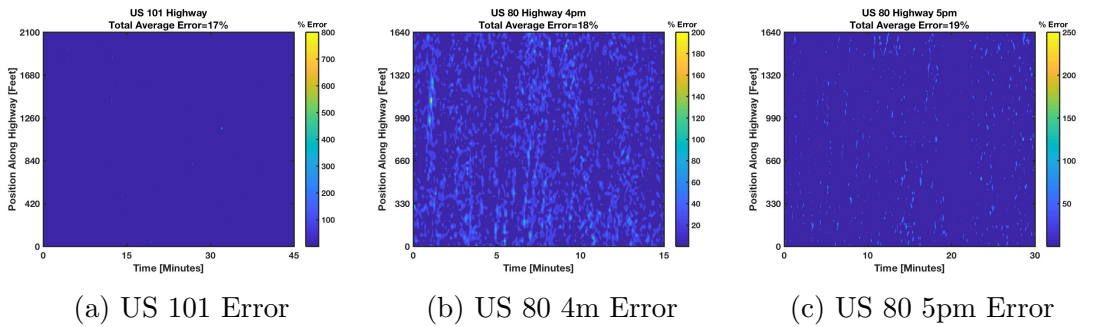 US 101 Highway
Total Average Error=17%
% Error
2100
1680
1260
840
420
0
0
15
30
45
800
700
600
500
400
300
200
100
Position Along Highway [Feet]
Time [Minutes]
(a) US 101 Error
US 80 Highway 4pm
Total Average Error=18%
% Error
1640
1320
990
660
330
0
0
5
10
15
200
180
160
140
120
100
80
60
40
20
Position Along Highway [Feet]
Time [Minutes]
(b) US 80 4m Error
US 80 Highway 5pm
Total Average Error=19%
% Error
1640
1320
990
660
330
0
0
10
20
30
250
200
150
100
50
Position Along Highway [Feet]
Time [Minutes]
(c) US 80 5pm Error